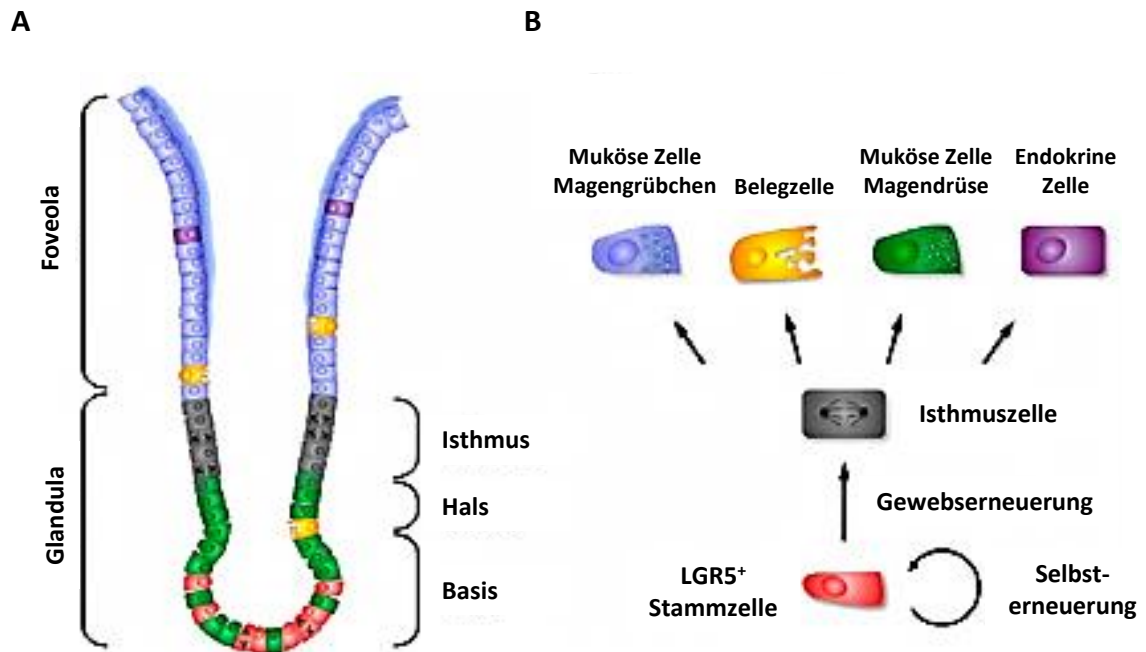 A
B
Foveola
Glandula
Isthmus
Hals
Basis
Muköse Zelle
Magengrübchen
Belegzelle
Muköse Zelle
Magendrüse
Endokrine
Zelle
Isthmuszelle
Gewebserneuerung
LGR5⁺
Stammzelle
Selbst-
erneuerung